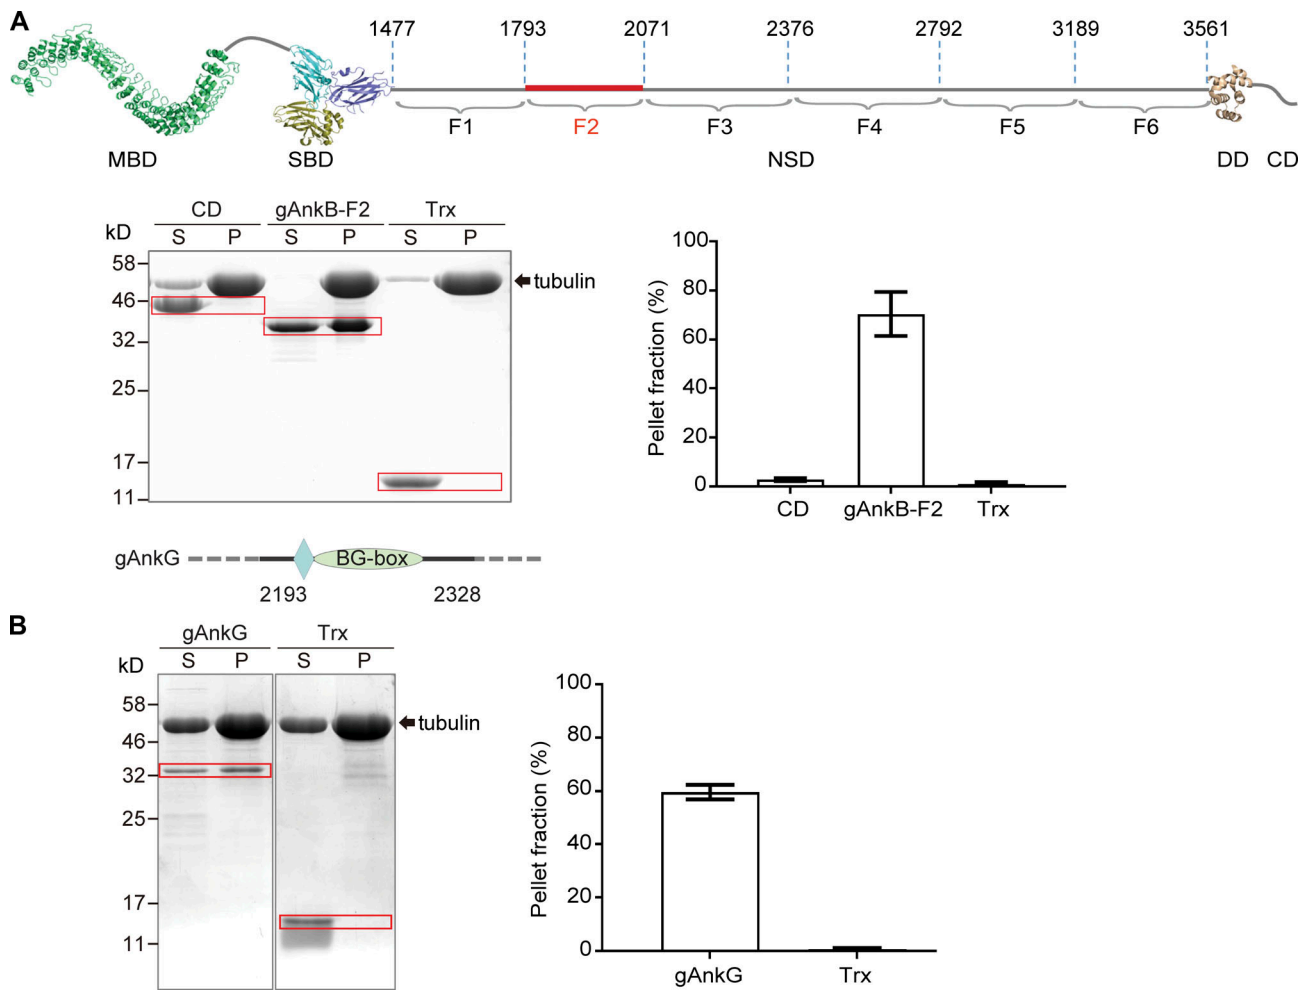 A
1477 1793 2071 2376 2792 3189 3561
F1 F2 F3 F4 F5 F6
MBD SBD NSD DD CD
CD gAnkB-F2 Trx
kD S P S P S P
58
46
32
25
17
11
tubulin
Pellet fraction (%)
100
80
60
40
20
0
CD gAnkB-F2 Trx
gAnkG BG-box
2193 2328
B
gAnkG Trx
kD S P S P
58
46
32
25
17
11
tubulin
Pellet fraction (%)
100
80
60
40
20
0
gAnkG Trx